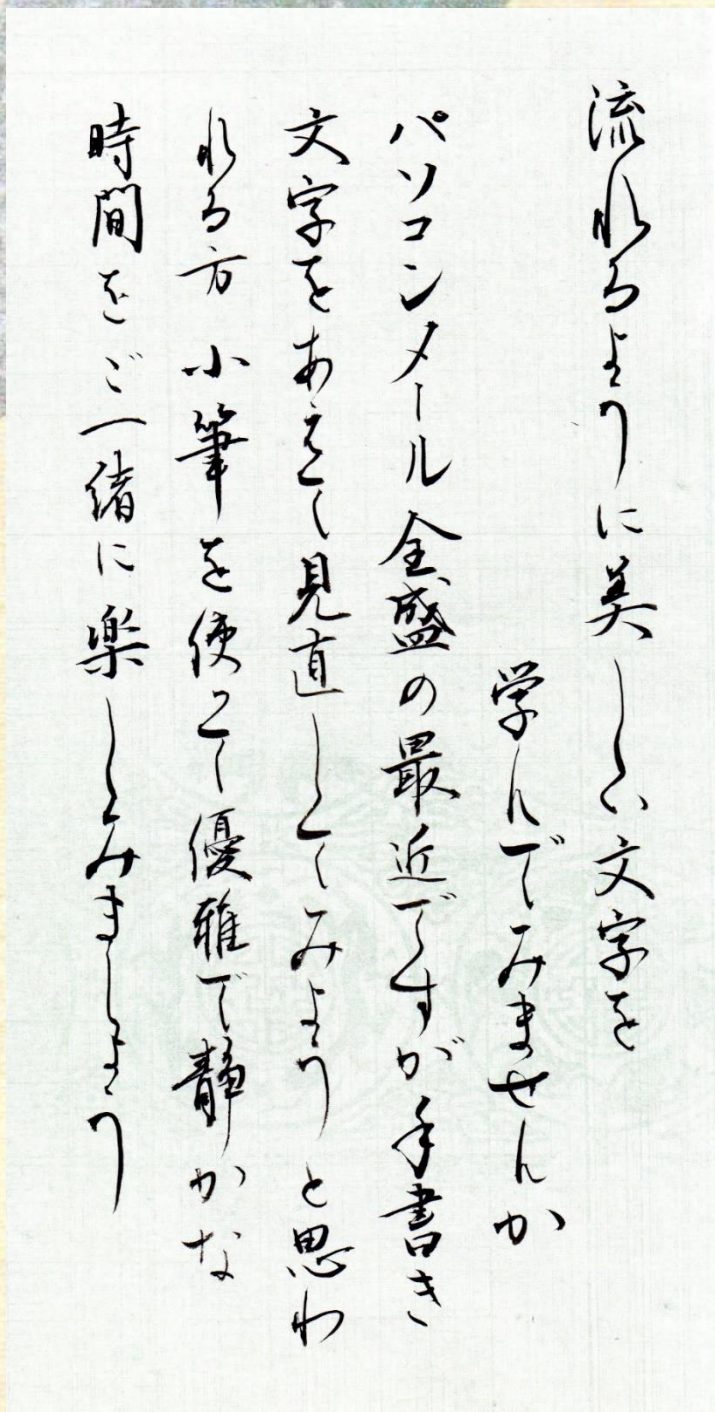 流れるように美しい文字を
学んでみませんか
パソコンメール全盛の最近ですが手書き
文字をあえて見直してみようと思わ
れる方 小筆を使って優雅で静かな
時間をご一緒に楽しみましょう